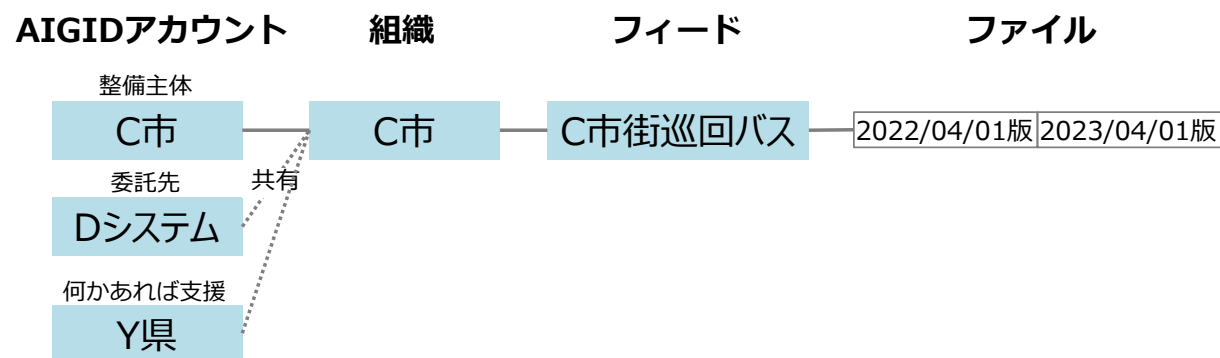 AIGIDアカウント 組織 フィード ファイル
整備主体
C市 C市 C市街巡回バス 2022/04/01版 2023/04/01版
委託先 共有
Dシステム
何かあれば支援
Y県